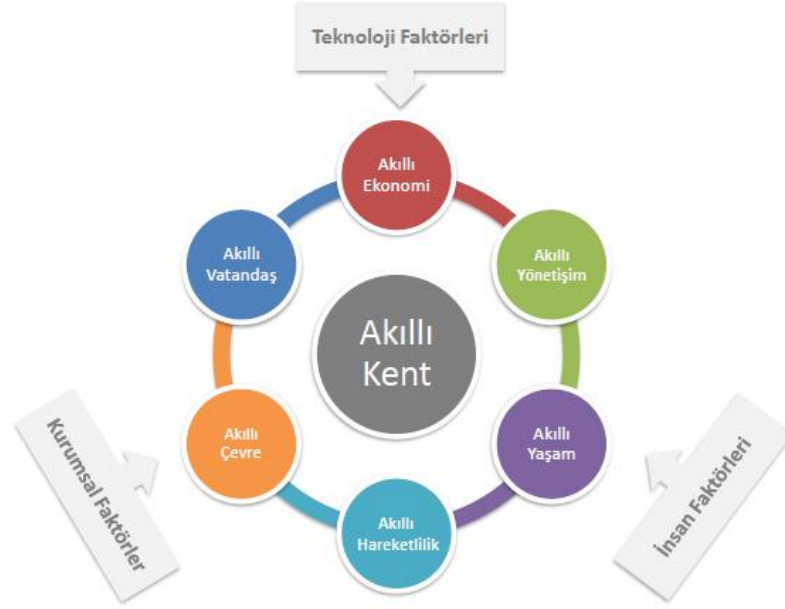 Teknoloji Faktörleri
Akıllı
Ekonomi
Akıllı
Vatandaş
Akıllı
Yönetişim
Akıllı
Kent
Akıllı
Çevre
Akıllı
Yaşam
Akıllı
Hareketlilik
Kurumsal Faktörler
İnsan Faktörleri